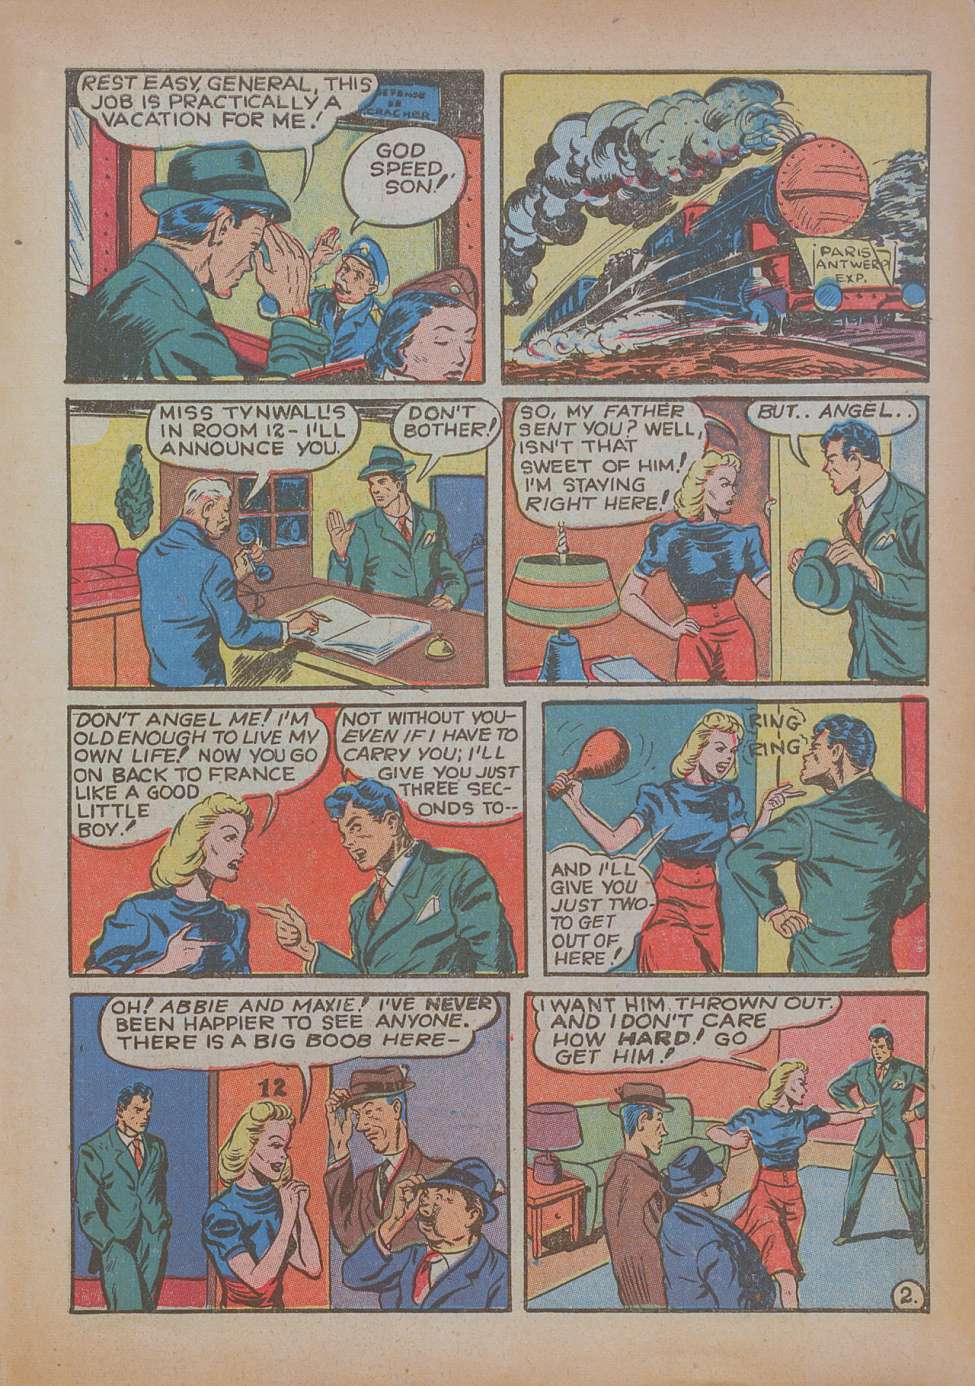 REST EASY, GENERAL, THIS
JOB IS PRACTICALLY A
VACATION FOR ME!
DEFENSE
DE
CRACHER
GOD
SPEED,
SON!
PARIS
ANTWERP
EXP.
MISS TYNWALL'S
IN ROOM 12 - I'LL
ANNOUNCE YOU.
DON'T
BOTHER!
SO, MY FATHER
SENT YOU? WELL,
ISN'T THAT
SWEET OF HIM!
I'M STAYING
RIGHT HERE!
BUT.. ANGEL..
DON'T ANGEL ME! I'M
OLD ENOUGH TO LIVE MY
OWN LIFE! NOW YOU GO
ON BACK TO FRANCE
LIKE A GOOD
LITTLE
BOY!
NOT WITHOUT YOU-
EVEN IF I HAVE TO
CARRY YOU; I'LL
GIVE YOU JUST
THREE SEC-
ONDS TO--
RING
RING
AND I'LL
GIVE YOU
JUST TWO-
TO GET
OUT OF
HERE!
OH! ABBIE AND MAXIE! I'VE NEVER
BEEN HAPPIER TO SEE ANYONE.
THERE IS A BIG BOOB HERE-
12
I WANT HIM THROWN OUT.
AND I DON'T CARE
HOW HARD! GO
GET HIM!
2.